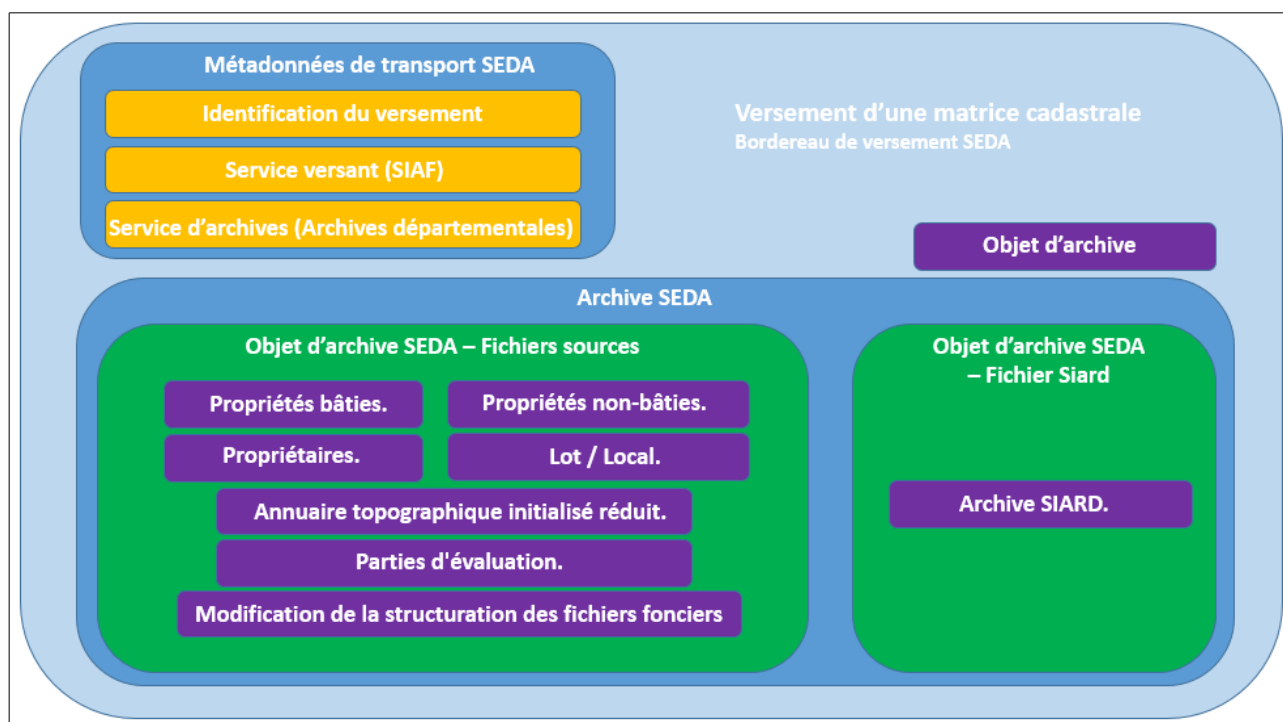 Métadonnées de transport SEDA
Identification du versement
Service versant (SIAF)
Service d'archives (Archives départementales)
Versement d'une matrice cadastrale
Bordereau de versement SEDA
Objet d'archive
Archive SEDA
Objet d'archive SEDA – Fichiers sources
Propriétés bâties.
Propriétés non-bâties.
Propriétaires.
Lot / Local.
Annuaire topographique initialisé réduit.
Parties d'évaluation.
Modification de la structuration des fichiers fonciers
Objet d'archive SEDA
– Fichier Siard
Archive SIARD.